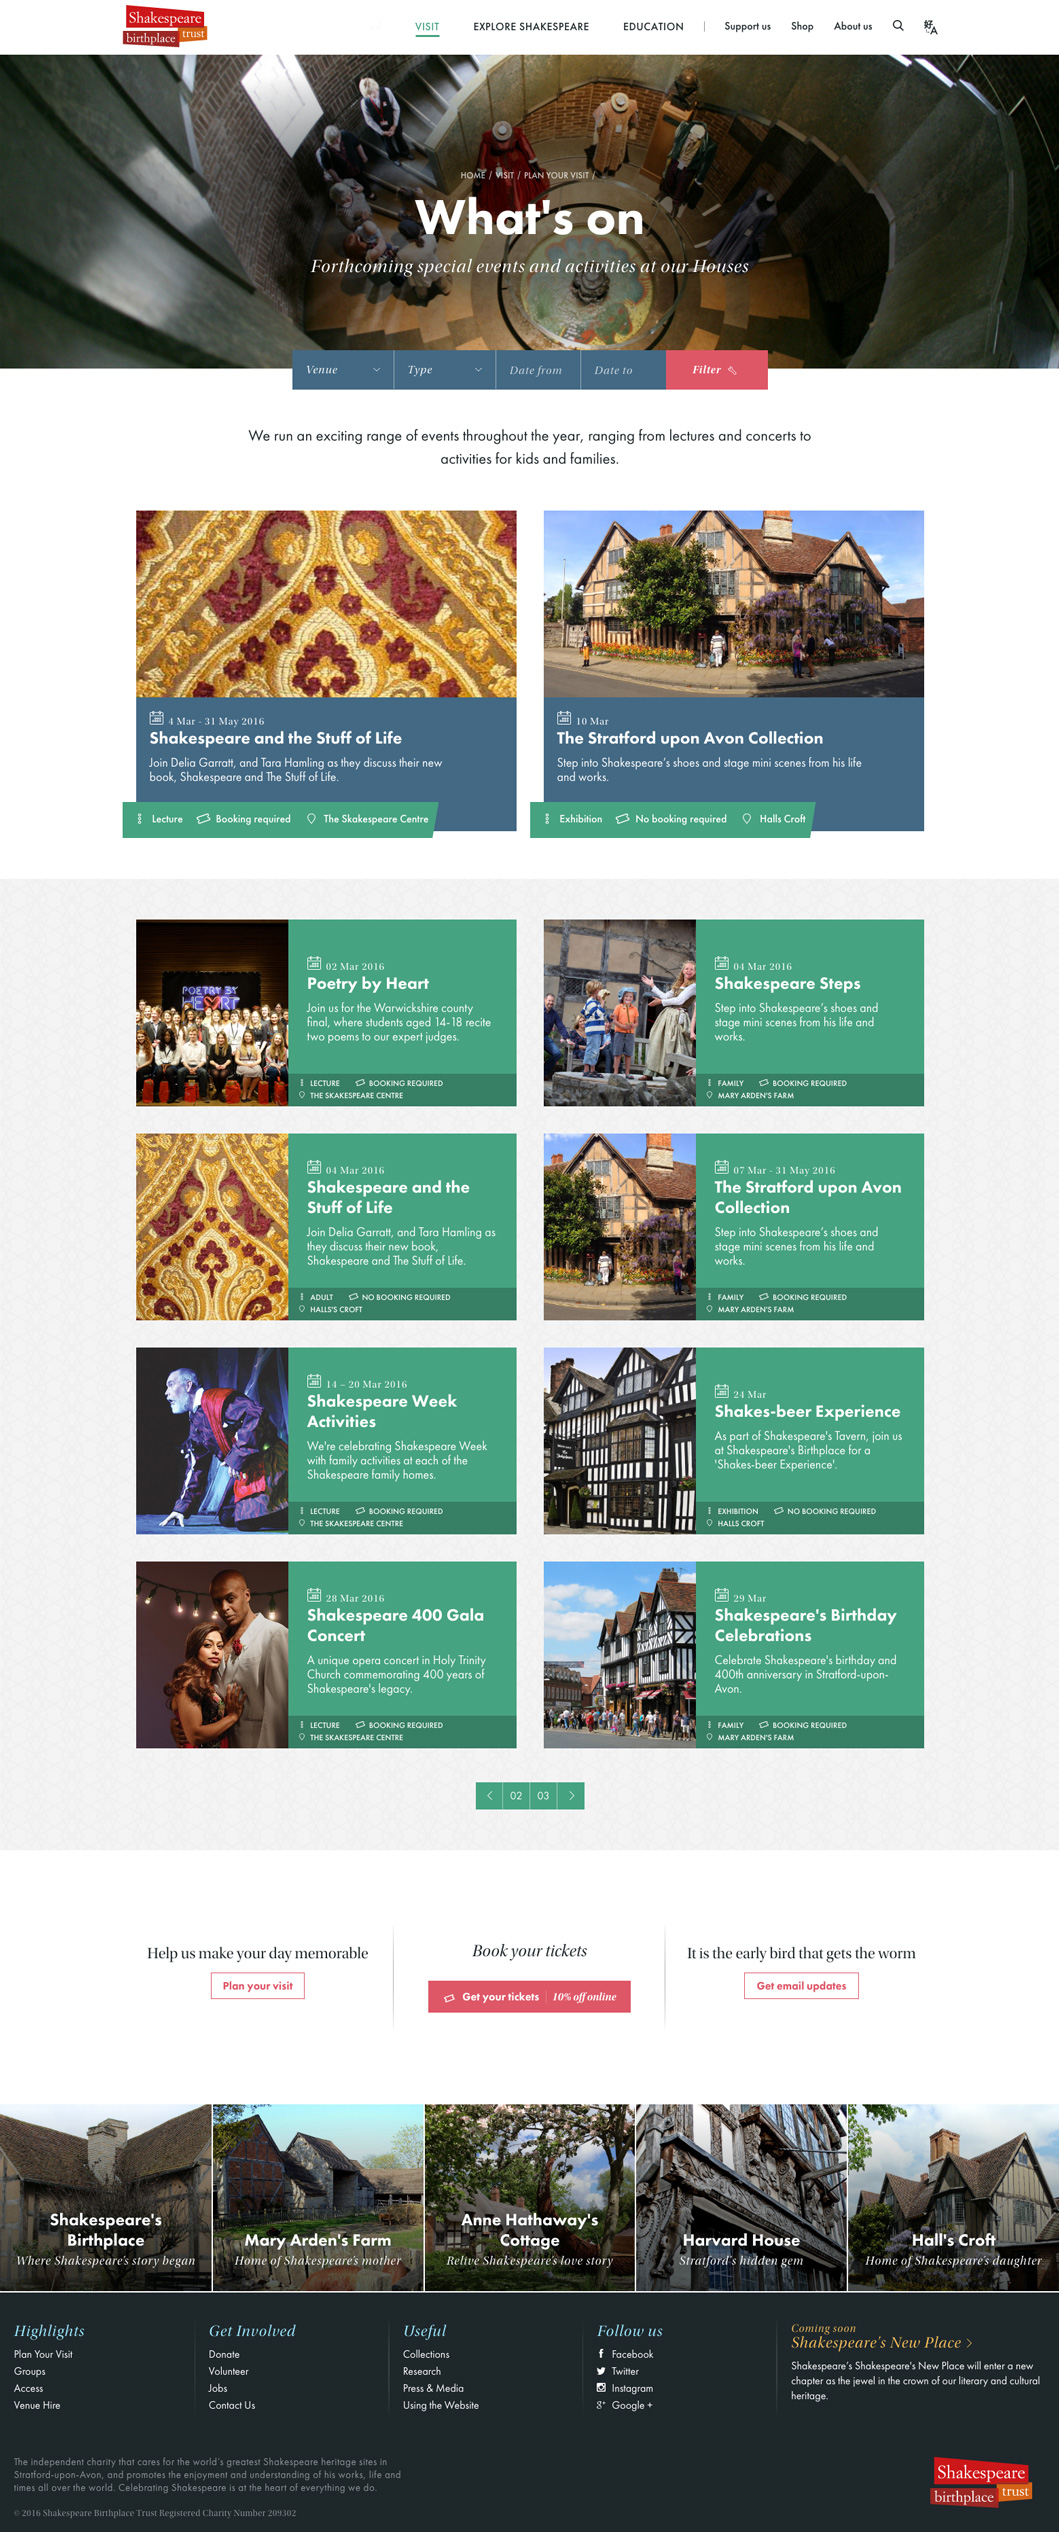 Shakespeare
birthplace trust
VISIT
EXPLORE SHAKESPEARE
EDUCATION
Support us
Shop
About us
HOME / VISIT / PLAN YOUR VISIT /
What's on
Forthcoming special events and activities at our Houses
Venue
Type
Date from
Date to
Filter
We run an exciting range of events throughout the year, ranging from lectures and concerts to
activities for kids and families.
4 Mar - 31 May 2016
Shakespeare and the Stuff of Life
Join Delia Garratt, and Tara Hamling as they discuss their new
book, Shakespeare and The Stuff of Life.
Lecture
Booking required
The Skakespeare Centre
10 Mar
The Stratford upon Avon Collection
Step into Shakespeare's shoes and stage mini scenes from his life
and works.
Exhibition
No booking required
Halls Croft
POETRY BY
HEART
02 Mar 2016
Poetry by Heart
Join us for the Warwickshire county
final, where students aged 14-18 recite
two poems to our expert judges.
LECTURE
BOOKING REQUIRED
THE SKAKESPEARE CENTRE
04 Mar 2016
Shakespeare Steps
Step into Shakespeare's shoes and
stage mini scenes from his life and
works.
FAMILY
BOOKING REQUIRED
MARY ARDEN'S FARM
04 Mar 2016
Shakespeare and the
Stuff of Life
Join Delia Garratt, and Tara Hamling as
they discuss their new book,
Shakespeare and The Stuff of Life.
ADULT
NO BOOKING REQUIRED
HALLS'S CROFT
07 Mar - 31 May 2016
The Stratford upon Avon
Collection
Step into Shakespeare's shoes and
stage mini scenes from his life and
works.
FAMILY
BOOKING REQUIRED
MARY ARDEN'S FARM
14 – 20 Mar 2016
Shakespeare Week
Activities
We're celebrating Shakespeare Week
with family activities at each of the
Shakespeare family homes.
LECTURE
BOOKING REQUIRED
THE SKAKESPEARE CENTRE
24 Mar
Shakes-beer Experience
As part of Shakespeare's Tavern, join us
at Shakespeare's Birthplace for a
'Shakes-beer Experience'.
EXHIBITION
NO BOOKING REQUIRED
HALLS CROFT
28 Mar 2016
Shakespeare 400 Gala
Concert
A unique opera concert in Holy Trinity
Church commemorating 400 years of
Shakespeare's legacy.
LECTURE
BOOKING REQUIRED
THE SKAKESPEARE CENTRE
29 Mar
Shakespeare's Birthday
Celebrations
Celebrate Shakespeare's birthday and
400th anniversary in Stratford-upon-
Avon.
FAMILY
BOOKING REQUIRED
MARY ARDEN'S FARM
02
03
Help us make your day memorable
Plan your visit
Book your tickets
Get your tickets
10% off online
It is the early bird that gets the worm
Get email updates
Shakespeare's
Birthplace
Where Shakespeare's story began
Mary Arden's Farm
Home of Shakespeare's mother
Anne Hathaway's
Cottage
Relive Shakespeare's love story
Harvard House
Stratford's hidden gem
Hall's Croft
Home of Shakespeare's daughter
Highlights
Plan Your Visit
Groups
Access
Venue Hire
Get Involved
Donate
Volunteer
Jobs
Contact Us
Useful
Collections
Research
Press & Media
Using the Website
Follow us
Facebook
Twitter
Instagram
Google +
Coming soon
Shakespeare's New Place
Shakespeare's Shakespeare's New Place will enter a new
chapter as the jewel in the crown of our literary and cultural
heritage.
The independent charity that cares for the world's greatest Shakespeare heritage sites in
Stratford-upon-Avon, and promotes the enjoyment and understanding of his works, life and
times all over the world. Celebrating Shakespeare is at the heart of everything we do.
© 2016 Shakespeare Birthplace Trust Registered Charity Number 209302
Shakespeare
birthplace trust